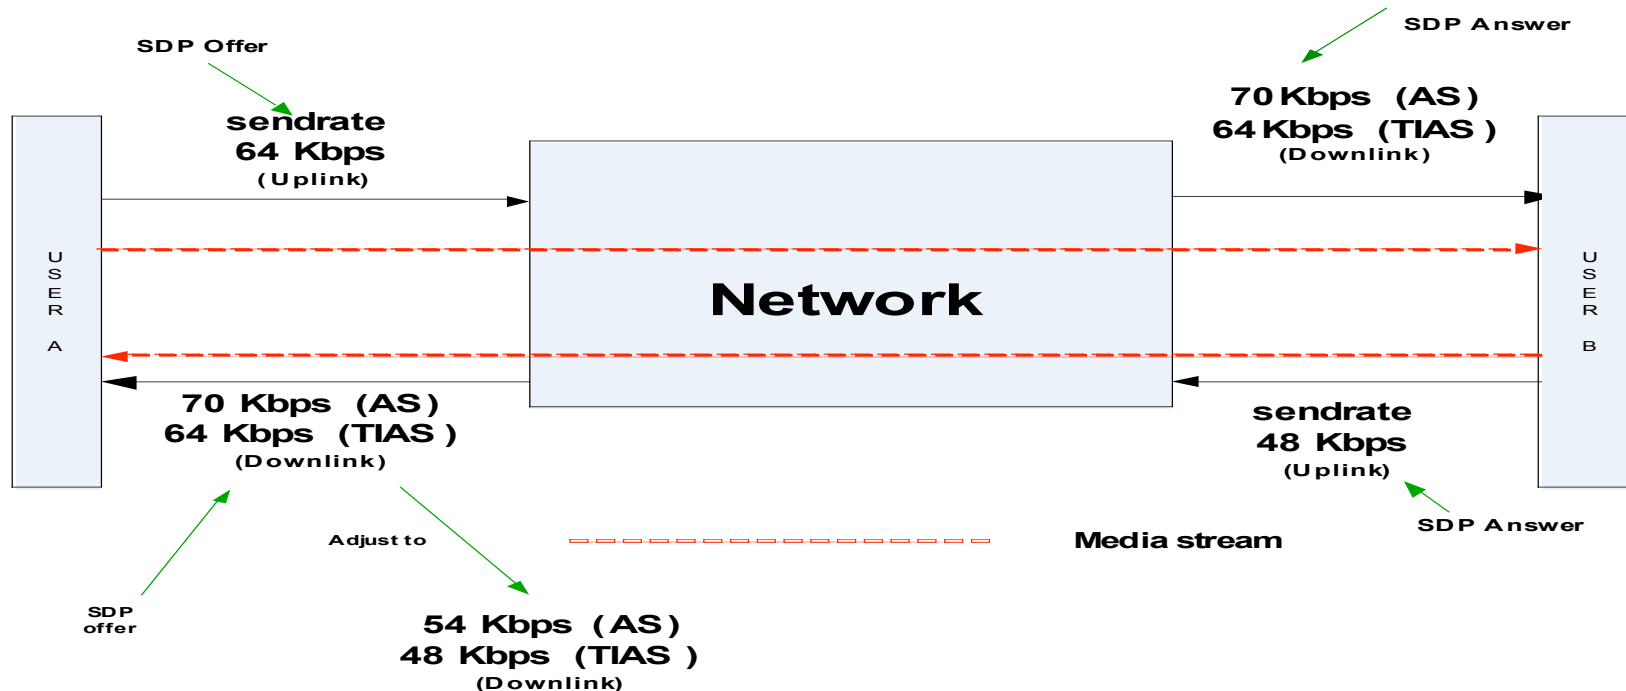 SDP Offer
SDP Answer
sendrate
64 Kbps
(Uplink)
70 Kbps (AS)
64 Kbps (TIAS )
(Downlink)
USER A
Network
USER B
70 Kbps (AS)
64 Kbps (TIAS )
(Downlink)
sendrate
48 Kbps
(Uplink)
SDP Answer
Adjust to
Media stream
SDP
offer
54 Kbps (AS)
48 Kbps (TIAS )
(Downlink)